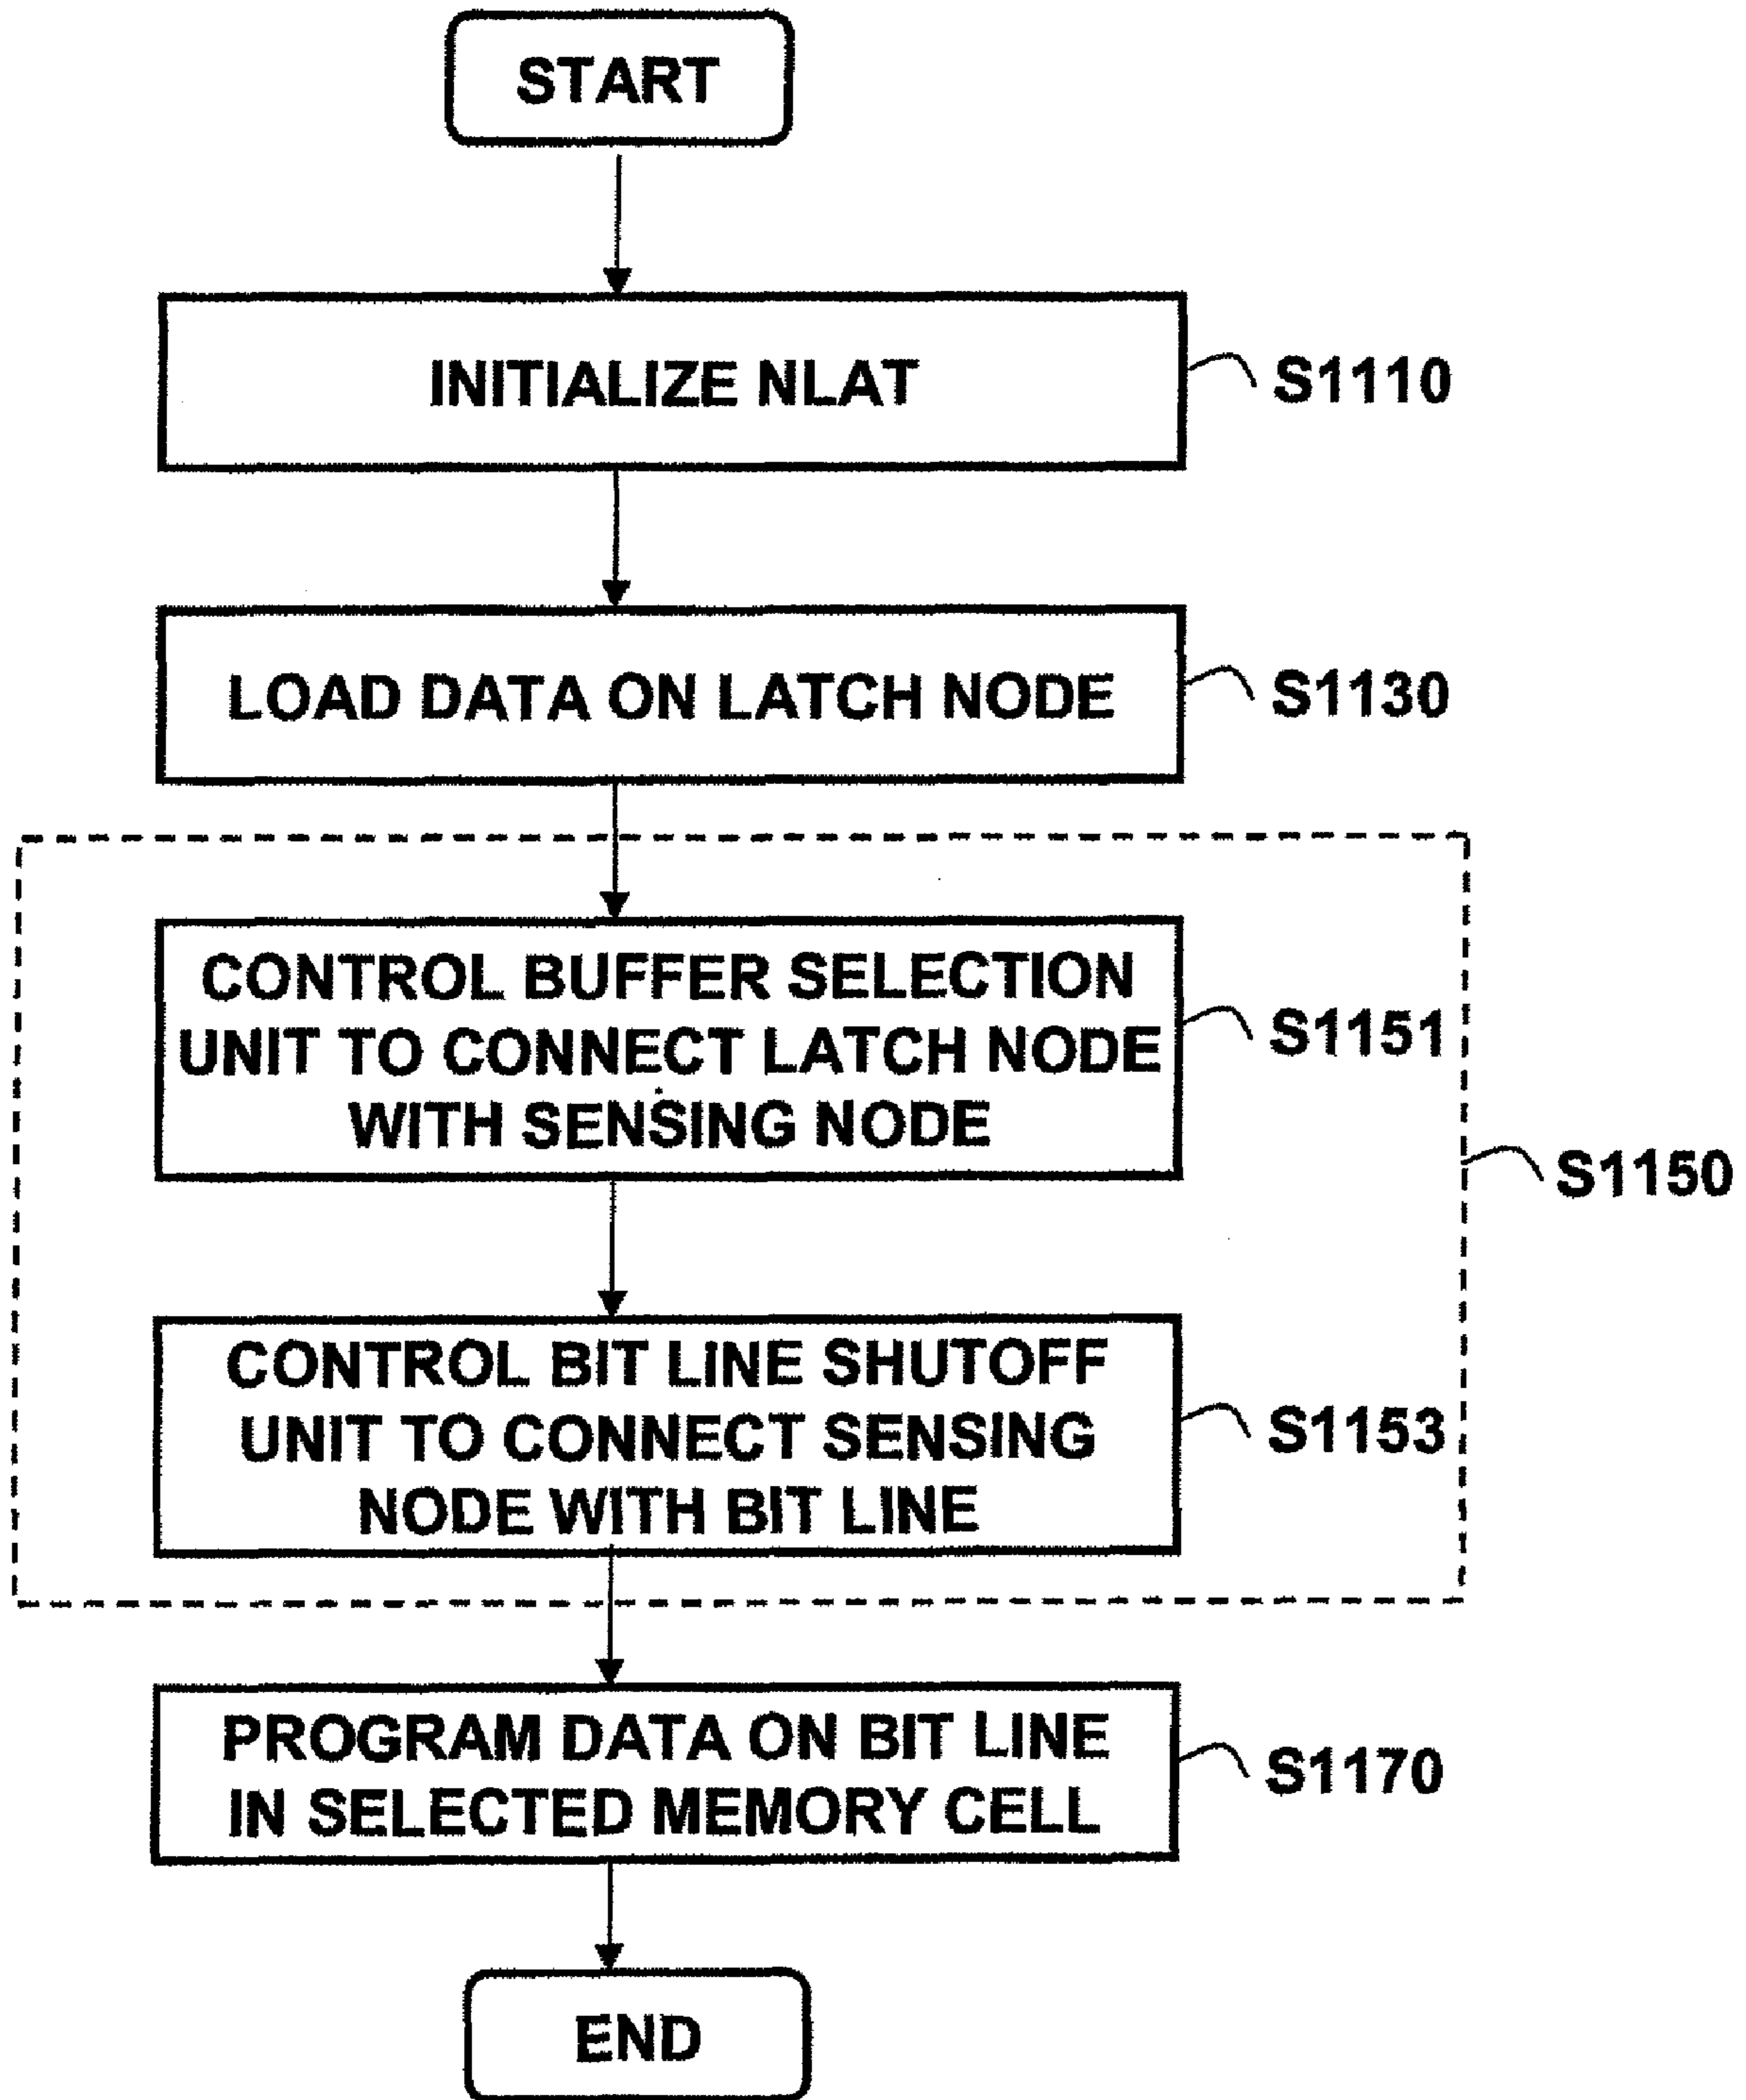 START
INITIALIZE NLAT
S1110
LOAD DATA ON LATCH NODE
S1130
CONTROL BUFFER SELECTION
UNIT TO CONNECT LATCH NODE
WITH SENSING NODE
S1151
S1150
CONTROL BIT LINE SHUTOFF
UNIT TO CONNECT SENSING
NODE WITH BIT LINE
S1153
PROGRAM DATA ON BIT LINE
IN SELECTED MEMORY CELL
S1170
END